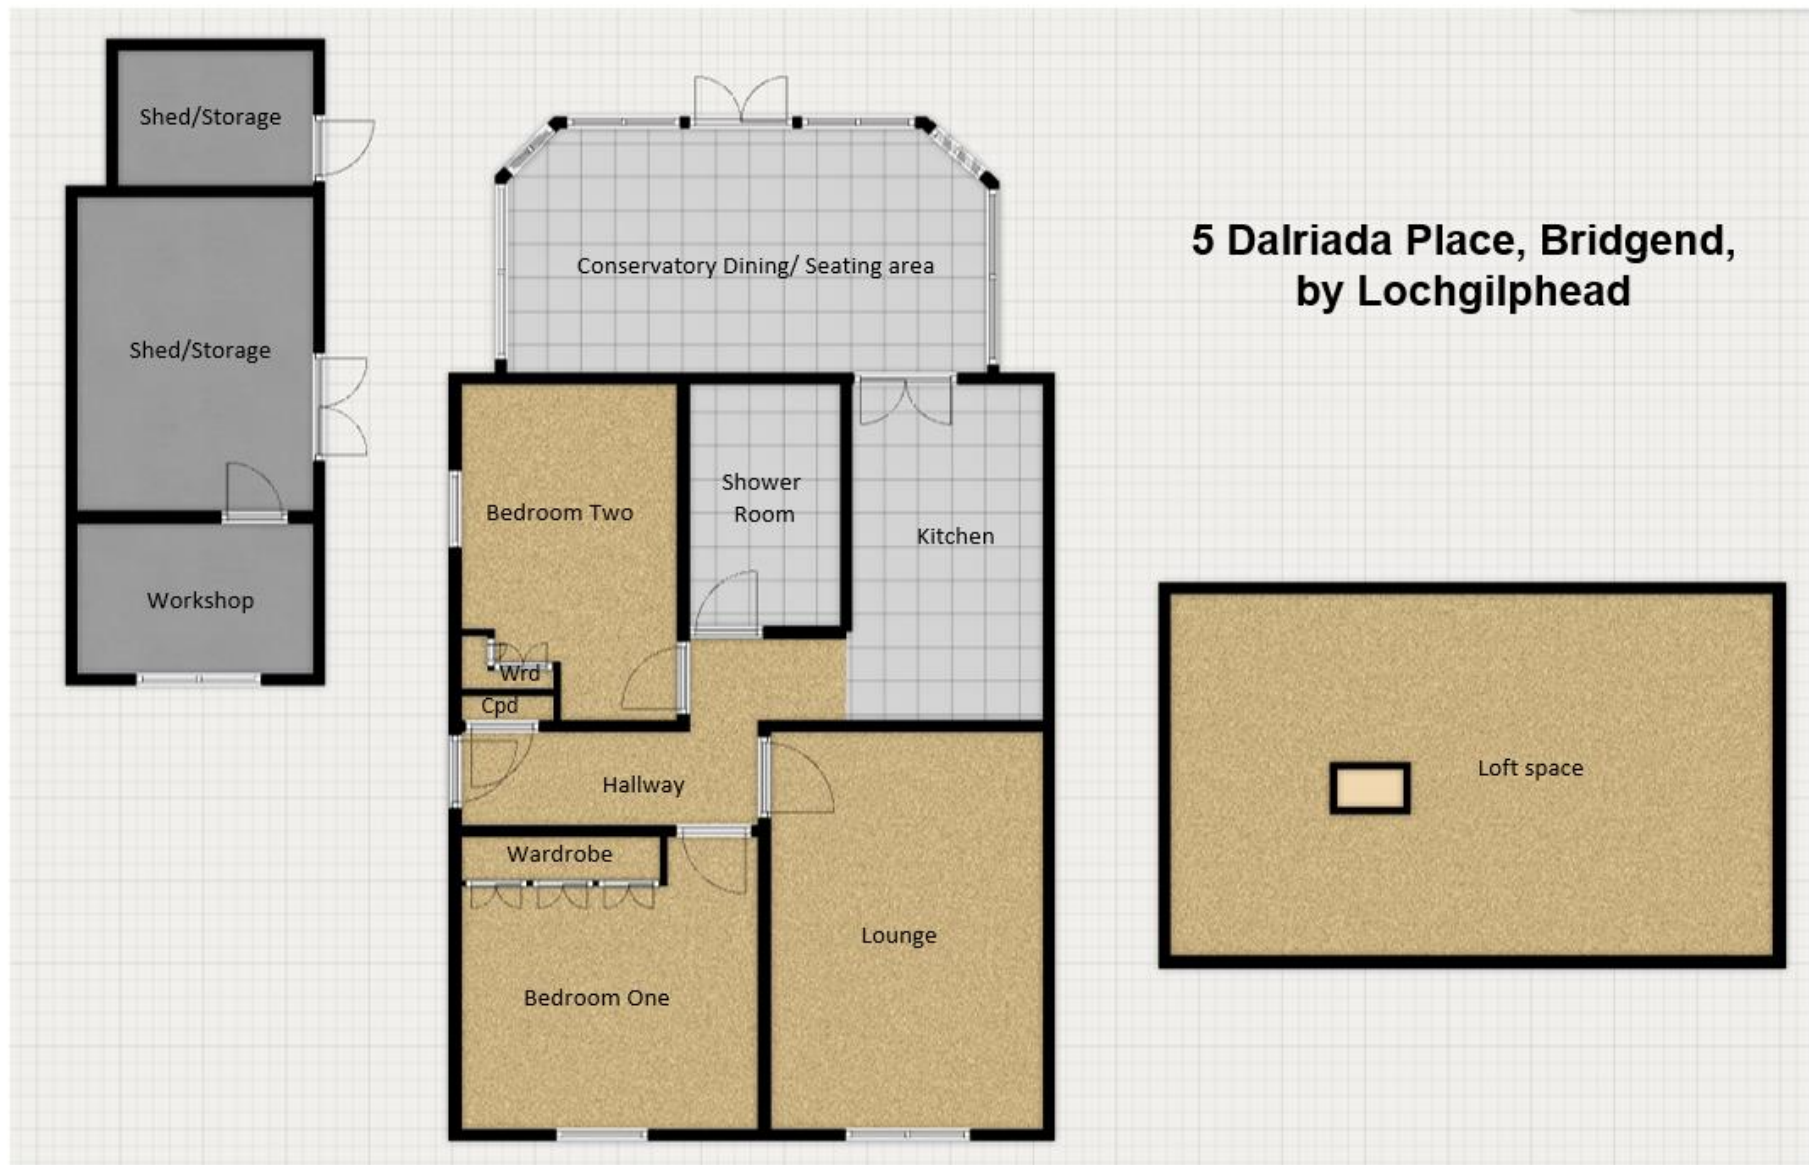 Shed/Storage
Shed/Storage
Workshop
Conservatory Dining/ Seating area
5 Dalriada Place, Bridgend,
by Lochgilphead
Bedroom Two
Shower
Room
Kitchen
Wrd
Cpd
Hallway
Wardrobe
Bedroom One
Lounge
Loft space